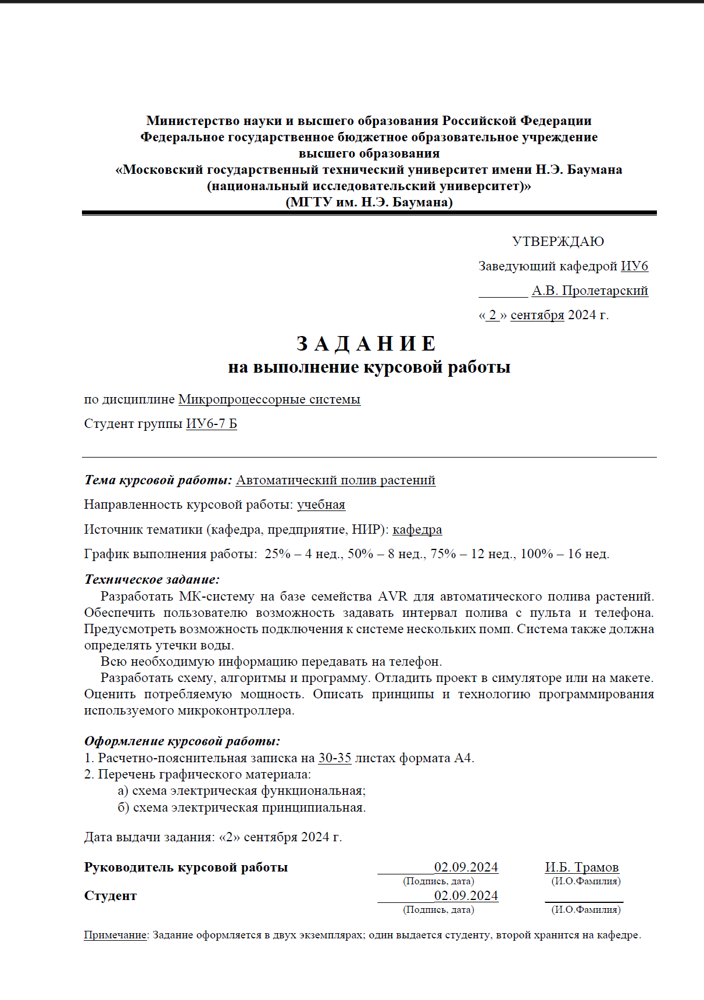 Министерство науки и высшего образования Российской Федерации
Федеральное государственное бюджетное образовательное учреждение
высшего образования
«Московский государственный технический университет имени Н.Э. Баумана
(национальный исследовательский университет)»
(МГТУ им. Н.Э. Баумана)
УТВЕРЖДАЮ
Заведующий кафедрой ИУ6
_______ А.В. Пролетарский
« 2 » сентября 2024 г.
З А Д А Н И Е
на выполнение курсовой работы
по дисциплине Микропроцессорные системы
Студент группы ИУ6-7 Б
Тема курсовой работы: Автоматический полив растений
Направленность курсовой работы: учебная
Источник тематики (кафедра, предприятие, НИР): кафедра
График выполнения работы: 25% – 4 нед., 50% – 8 нед., 75% – 12 нед., 100% – 16 нед.
Техническое задание:
Разработать МК-систему на базе семейства AVR для автоматического полива растений.
Обеспечить пользователю возможность задавать интервал полива с пульта и телефона.
Предусмотреть возможность подключения к системе нескольких помп. Система также должна
определять утечки воды.
Всю необходимую информацию передавать на телефон.
Разработать схему, алгоритмы и программу. Отладить проект в симуляторе или на макете.
Оценить потребляемую мощность. Описать принципы и технологию программирования
используемого микроконтроллера.
Оформление курсовой работы:
1. Расчетно-пояснительная записка на 30-35 листах формата А4.
2. Перечень графического материала:
а) схема электрическая функциональная;
б) схема электрическая принципиальная.
Дата выдачи задания: «2» сентября 2024 г.
Руководитель курсовой работы ________02.09.2024 И.Б. Трамов
(Подпись, дата) (И.О.Фамилия)
Студент ________02.09.2024 ___________
(Подпись, дата) (И.О.Фамилия)
Примечание: Задание оформляется в двух экземплярах; один выдается студенту, второй хранится на кафедре.